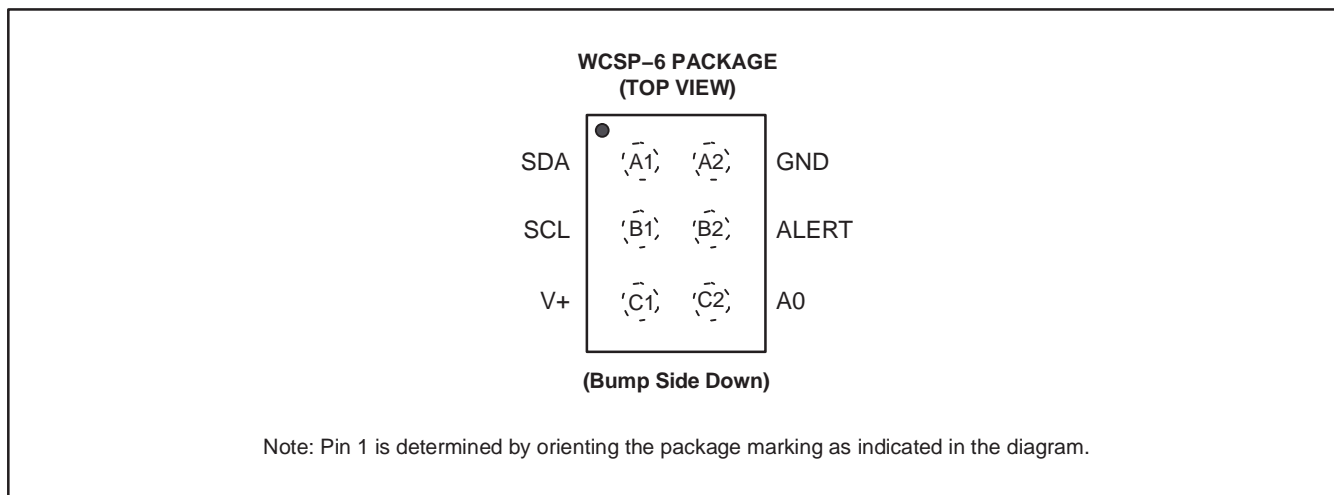 WCSP–6 PACKAGE
(TOP VIEW)
SDA A1 A2 GND
SCL B1 B2 ALERT
V+ C1 C2 A0
(Bump Side Down)
Note: Pin 1 is determined by orienting the package marking as indicated in the diagram.